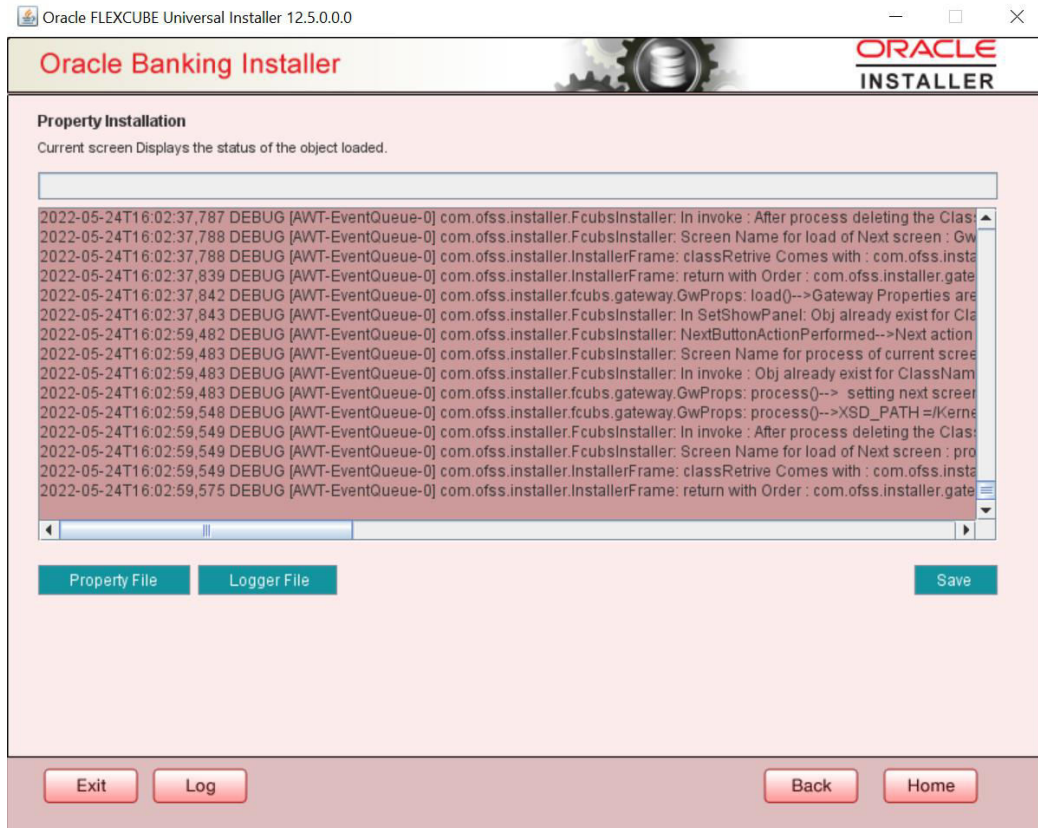 Oracle FLEXCUBE Universal Installer 12.5.0.0.0
Oracle Banking Installer
ORACLE
INSTALLER
Property Installation
Current screen Displays the status of the object loaded.
2022-05-24T16:02:37,787 DEBUG [AWT-EventQueue-0] com.ofss.installer.FcubsInstaller: In invoke : After process deleting the Clas
2022-05-24T16:02:37,788 DEBUG [AWT-EventQueue-0] com.ofss.installer.FcubsInstaller: Screen Name for load of Next screen : Gw
2022-05-24T16:02:37,788 DEBUG [AWT-EventQueue-0] com.ofss.installer.InstallerFrame: classRetrive Comes with : com.ofss.insta
2022-05-24T16:02:37,839 DEBUG [AWT-EventQueue-0] com.ofss.installer.InstallerFrame: return with Order : com.ofss.installer.gate
2022-05-24T16:02:37,842 DEBUG [AWT-EventQueue-0] com.ofss.installer.fcubs.gateway.GwProps: load()-->Gateway Properties are
2022-05-24T16:02:37,843 DEBUG [AWT-EventQueue-0] com.ofss.installer.FcubsInstaller: In SetShowPanel: Obj already exist for Cla
2022-05-24T16:02:59,482 DEBUG [AWT-EventQueue-0] com.ofss.installer.FcubsInstaller: NextButtonActionPerformed-->Next action
2022-05-24T16:02:59,483 DEBUG [AWT-EventQueue-0] com.ofss.installer.FcubsInstaller: Screen Name for process of current scree
2022-05-24T16:02:59,483 DEBUG [AWT-EventQueue-0] com.ofss.installer.FcubsInstaller: In invoke : Obj already exist for ClassNam
2022-05-24T16:02:59,483 DEBUG [AWT-EventQueue-0] com.ofss.installer.fcubs.gateway.GwProps: process()--> setting next screen
2022-05-24T16:02:59,548 DEBUG [AWT-EventQueue-0] com.ofss.installer.fcubs.gateway.GwProps: process()-->XSD_PATH =/Kerne
2022-05-24T16:02:59,549 DEBUG [AWT-EventQueue-0] com.ofss.installer.FcubsInstaller: In invoke : After process deleting the Clas
2022-05-24T16:02:59,549 DEBUG [AWT-EventQueue-0] com.ofss.installer.FcubsInstaller: Screen Name for load of Next screen : pro
2022-05-24T16:02:59,549 DEBUG [AWT-EventQueue-0] com.ofss.installer.InstallerFrame: classRetrive Comes with : com.ofss.insta
2022-05-24T16:02:59,575 DEBUG [AWT-EventQueue-0] com.ofss.installer.InstallerFrame: return with Order : com.ofss.installer.gate
Property File Logger File Save
Exit Log Back Home